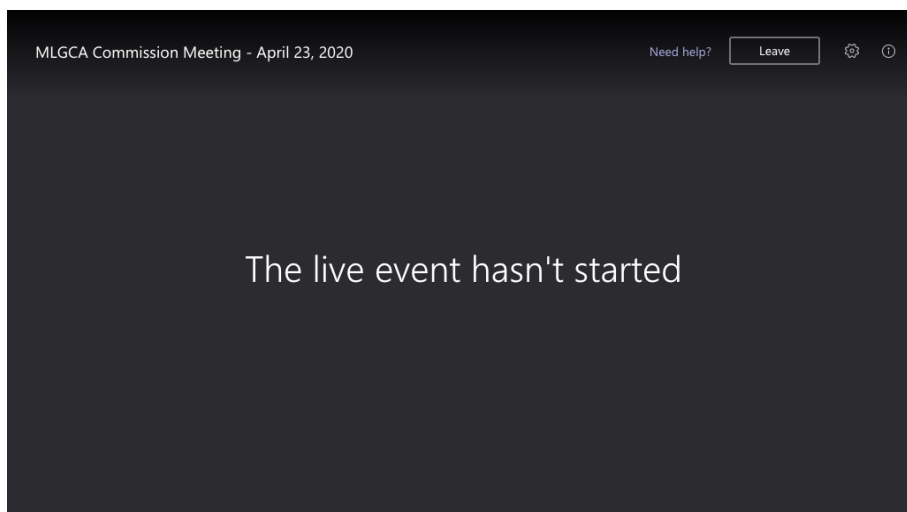 MLGCA Commission Meeting - April 23, 2020
Need help?
Leave
The live event hasn't started